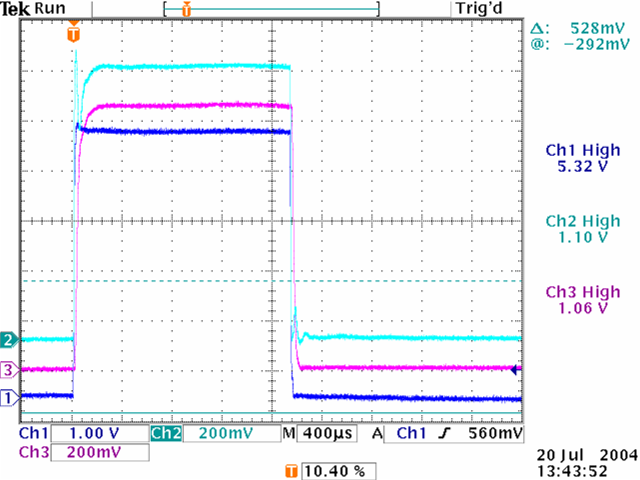 Tek Run Trig'd
T
T
Δ: 528mV
@: -292mV
Ch1 High
5.32 V
Ch2 High
1.10 V
Ch3 High
1.06 V
2
3
1
Ch1 1.00 V Ch2 200mV M 400µs A Ch1 ƒ 560mV
Ch3 200mV
T 10.40 %
20 Jul 2004
13:43:52